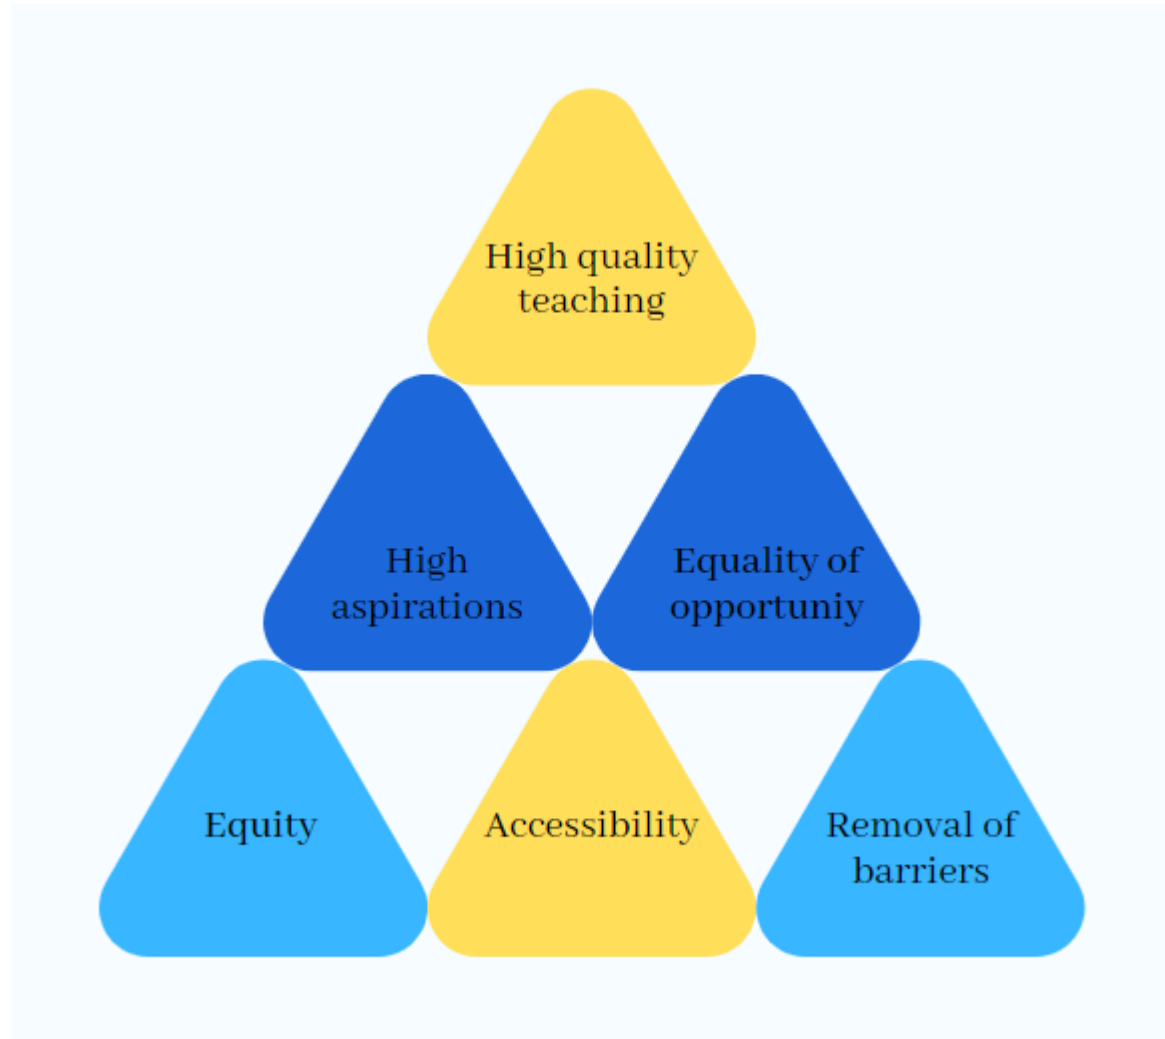 High quality
teaching
High
aspirations
Equality of
opportuniy
Equity
Accessibility
Removal of
barriers